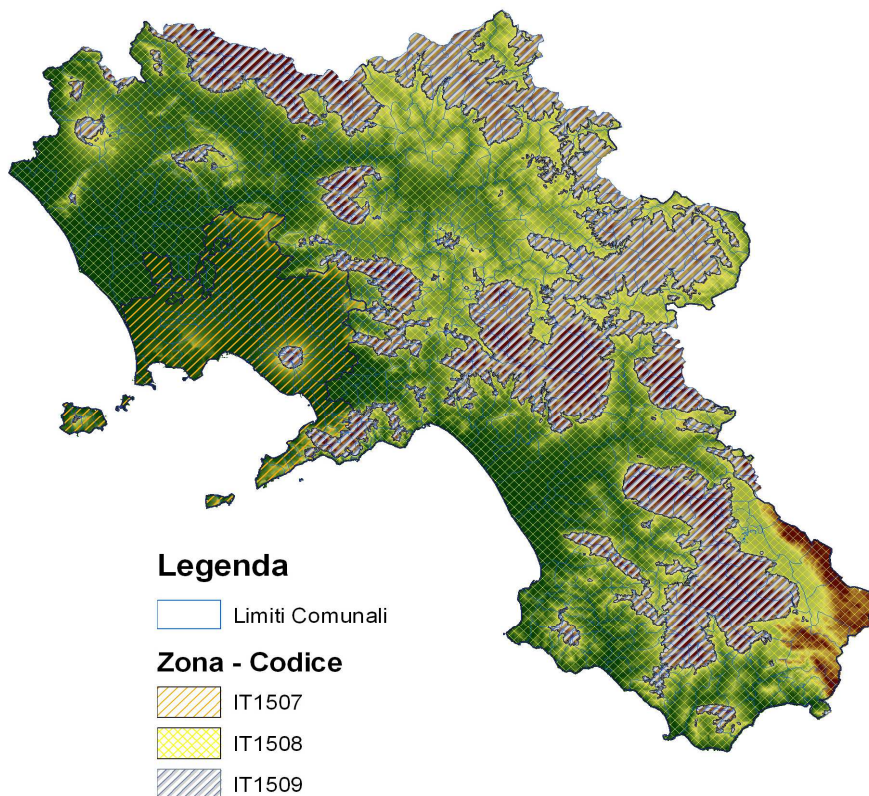 Legenda
Limiti Comunali
Zona - Codice
IT1507
IT1508
IT1509